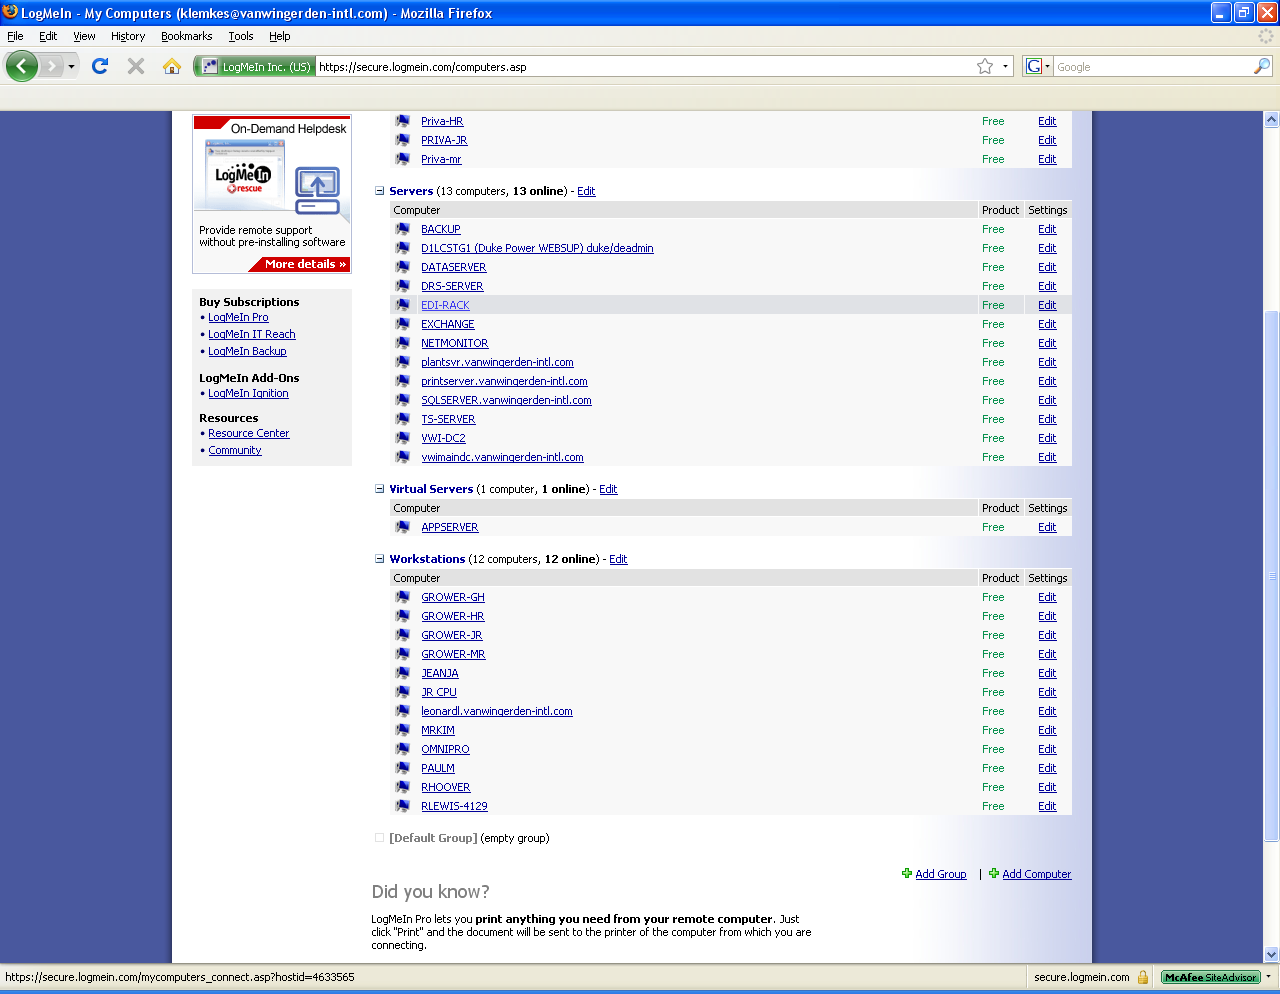 LogMeIn - My Computers (klemkes@vanwingerden-intl.com) - Mozilla Firefox
File Edit View History Bookmarks Tools Help
LogMeIn Inc. (US) https://secure.logmein.com/computers.asp Google
On-Demand Helpdesk
LogMeIn
rescue
Provide remote support
without pre-installing software
More details »
Buy Subscriptions
• LogMeIn Pro
• LogMeIn IT Reach
• LogMeIn Backup
LogMeIn Add-Ons
• LogMeIn Ignition
Resources
• Resource Center
• Community
Priva-HR Free Edit
PRIVA-JR Free Edit
Priva-mr Free Edit
Servers (13 computers, 13 online) - Edit
Computer Product Settings
BACKUP Free Edit
D1LCSTG1 (Duke Power WEBSUP) duke/deadmin Free Edit
DATASERVER Free Edit
DRS-SERVER Free Edit
EDI-RACK Free Edit
EXCHANGE Free Edit
NETMONITOR Free Edit
plantsvr.vanwingerden-intl.com Free Edit
printserver.vanwingerden-intl.com Free Edit
SQLSERVER.vanwingerden-intl.com Free Edit
TS-SERVER Free Edit
VWI-DC2 Free Edit
vwimaindc.vanwingerden-intl.com Free Edit
Virtual Servers (1 computer, 1 online) - Edit
Computer Product Settings
APPSERVER Free Edit
Workstations (12 computers, 12 online) - Edit
Computer Product Settings
GROWER-GH Free Edit
GROWER-HR Free Edit
GROWER-JR Free Edit
GROWER-MR Free Edit
JEANJA Free Edit
JR CPU Free Edit
leonardl.vanwingerden-intl.com Free Edit
MRKIM Free Edit
OMNIPRO Free Edit
PAULM Free Edit
RHOOVER Free Edit
RLEWIS-4129 Free Edit
[Default Group] (empty group)
Add Group | Add Computer
Did you know?
LogMeIn Pro lets you print anything you need from your remote computer. Just
click "Print" and the document will be sent to the printer of the computer from which you are
connecting.
https://secure.logmein.com/mycomputers_connect.asp?hostid=4633565 secure.logmein.com McAfee SiteAdvisor